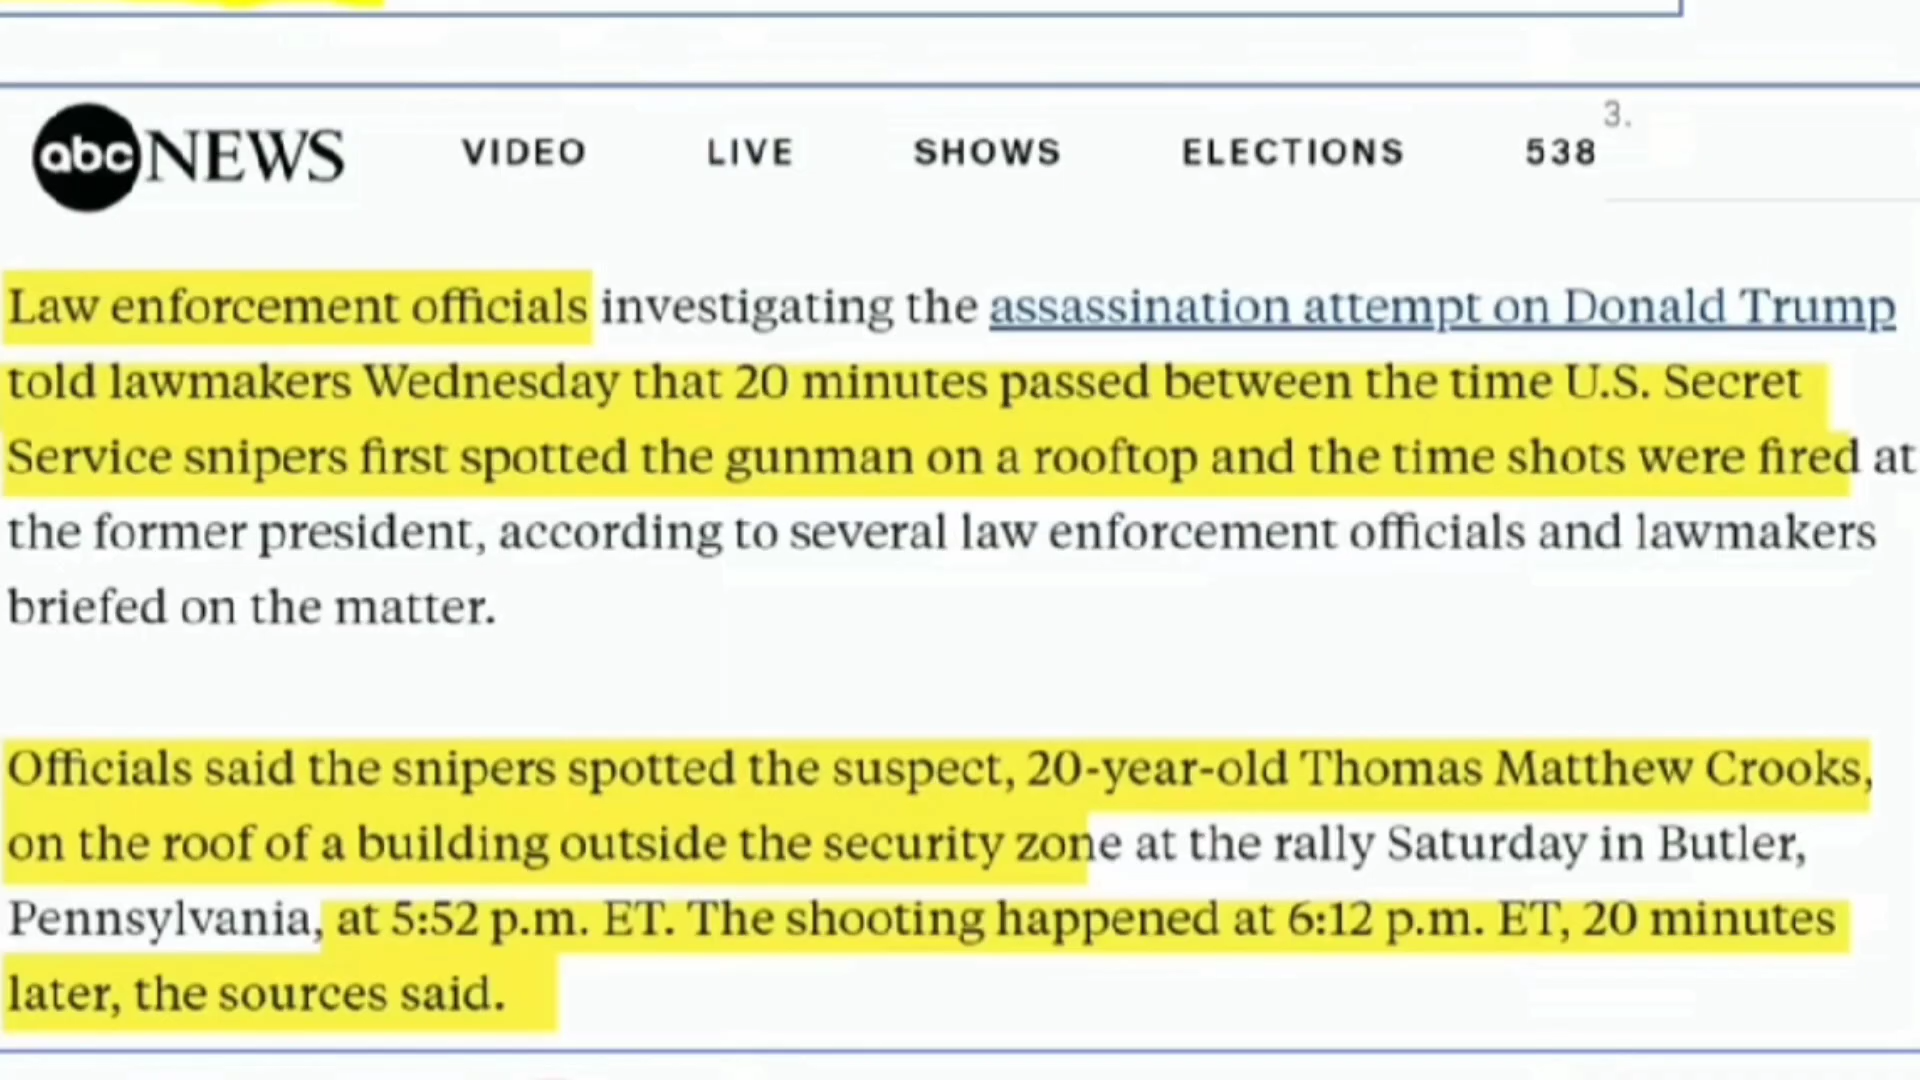 abc NEWS VIDEO LIVE SHOWS ELECTIONS 538 3.
Law enforcement officials investigating the assassination attempt on Donald Trump
told lawmakers Wednesday that 20 minutes passed between the time U.S. Secret
Service snipers first spotted the gunman on a rooftop and the time shots were fired at
the former president, according to several law enforcement officials and lawmakers
briefed on the matter.
Officials said the snipers spotted the suspect, 20-year-old Thomas Matthew Crooks,
on the roof of a building outside the security zone at the rally Saturday in Butler,
Pennsylvania, at 5:52 p.m. ET. The shooting happened at 6:12 p.m. ET, 20 minutes
later, the sources said.